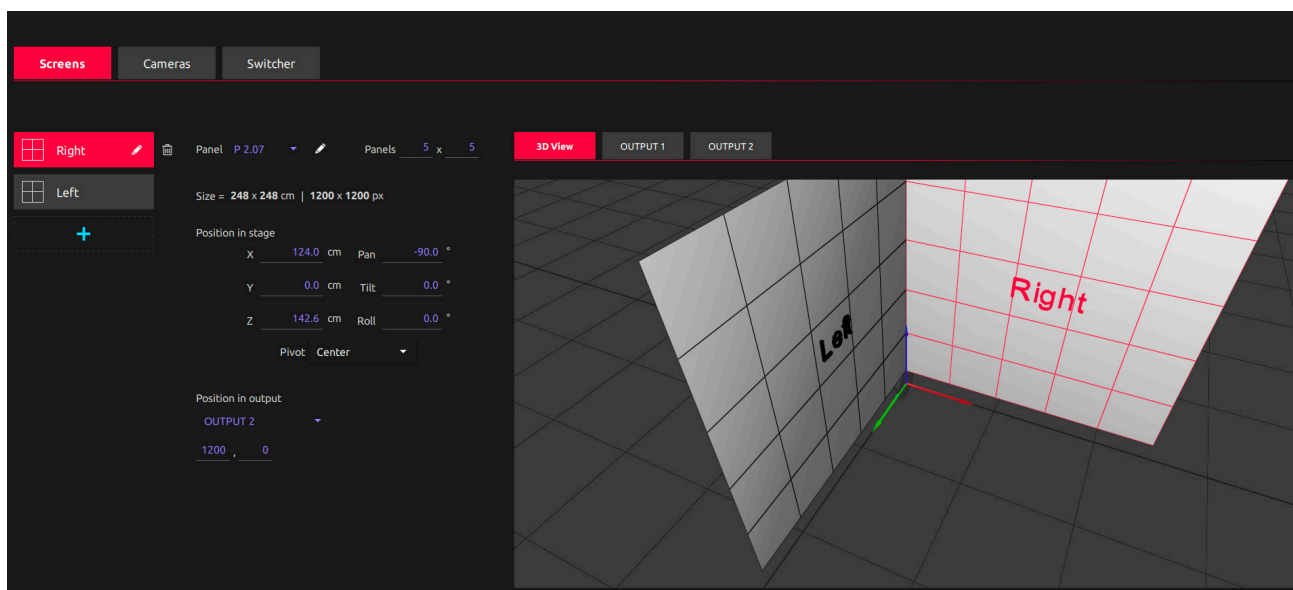 Screens Cameras Switcher
Right
Left
+
Panel P 2.07 Panels 5 x 5
Size = 248 x 248 cm | 1200 x 1200 px
Position in stage
X 124.0 cm Pan -90.0 °
Y 0.0 cm Tilt 0.0 °
Z 142.6 cm Roll 0.0 °
Pivot Center
Position in output
OUTPUT 2
1200 , 0
3D View OUTPUT 1 OUTPUT 2
Left
Right